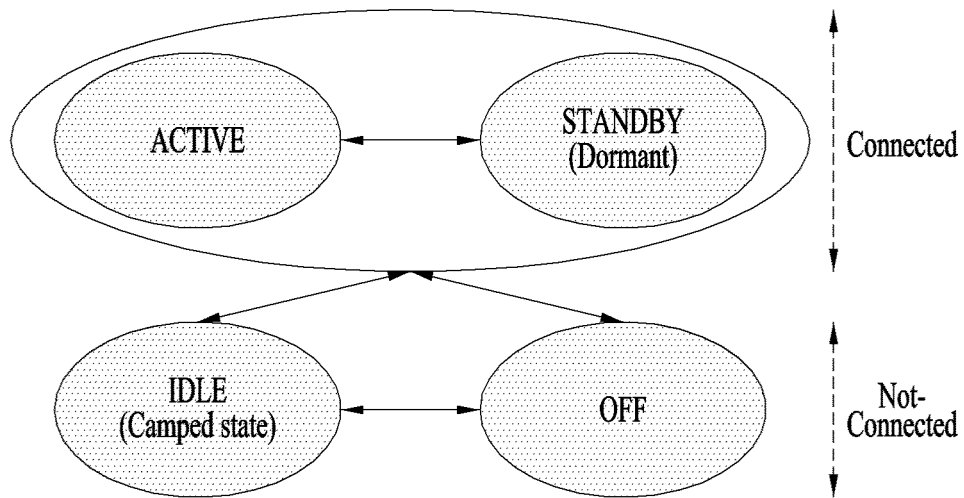 ACTIVE
STANDBY
(Dormant)
Connected
IDLE
(Camped state)
OFF
Not-
Connected